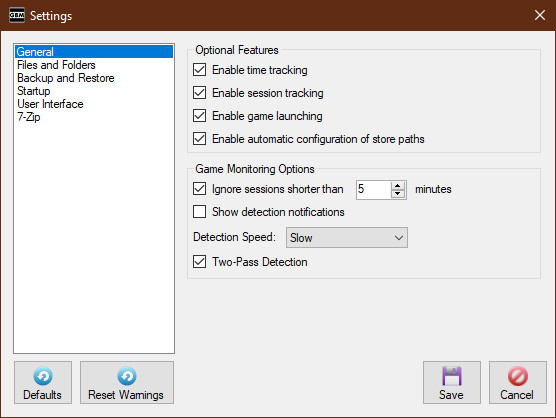 GBM Settings
General
Files and Folders
Backup and Restore
Startup
User Interface
7-Zip
Optional Features
Enable time tracking
Enable session tracking
Enable game launching
Enable automatic configuration of store paths
Game Monitoring Options
Ignore sessions shorter than 5 minutes
Show detection notifications
Detection Speed: Slow
Two-Pass Detection
Defaults Reset Warnings Save Cancel